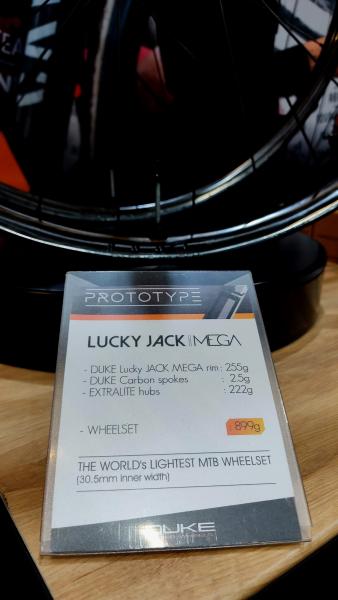 PROTOTYPE
LUCKY JACK MEGA
- DUKE Lucky JACK MEGA rim : 255g
- DUKE Carbon spokes : 2.5g
- EXTRALITE hubs : 222g
- WHEELSET : 899g
THE WORLD's LIGHTEST MTB WHEELSET
(30.5mm inner width)
DUKE